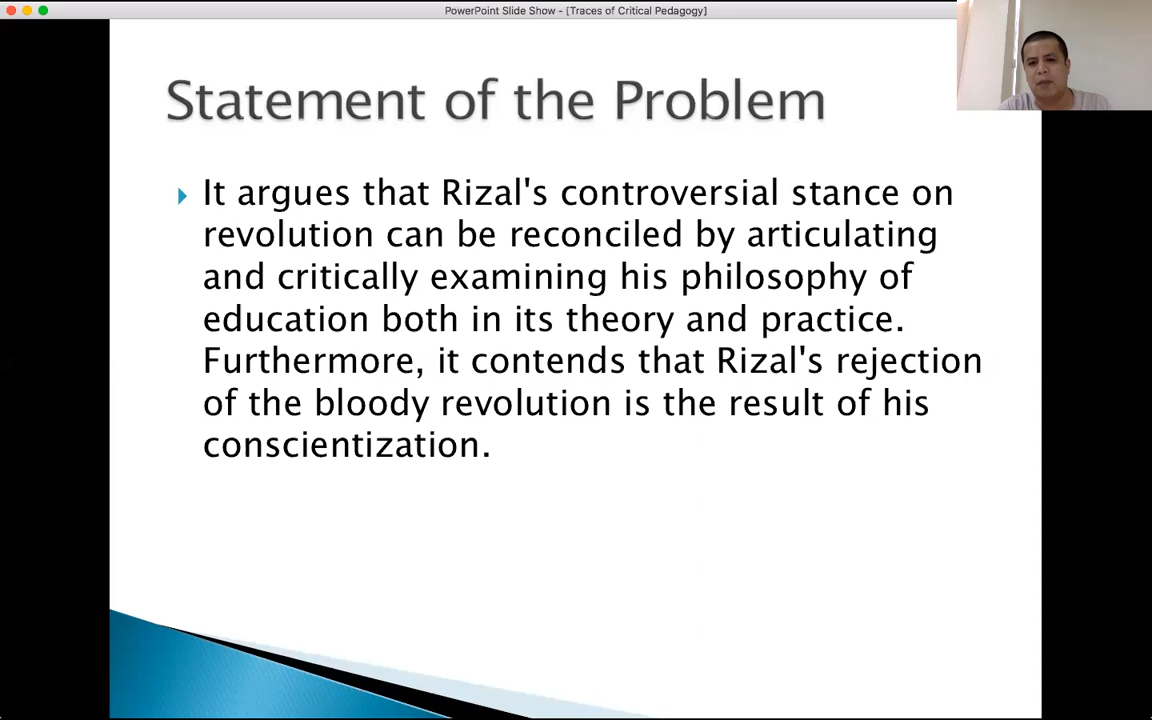 PowerPoint Slide Show - [Traces of Critical Pedagogy]
Statement of the Problem
It argues that Rizal's controversial stance on
revolution can be reconciled by articulating
and critically examining his philosophy of
education both in its theory and practice.
Furthermore, it contends that Rizal's rejection
of the bloody revolution is the result of his
conscientization.